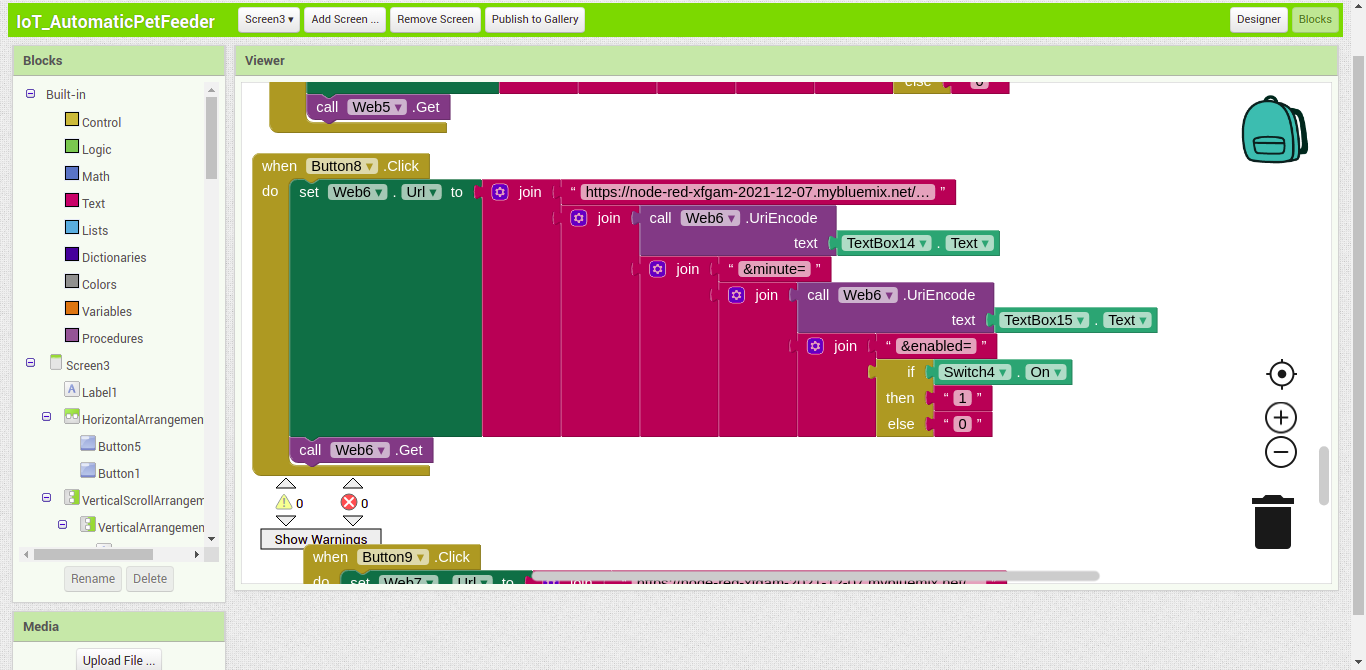 IoT_AutomaticPetFeeder
Screen3 ▾
Add Screen ...
Remove Screen
Publish to Gallery
Designer
Blocks
Blocks
Built-in
Control
Logic
Math
Text
Lists
Dictionaries
Colors
Variables
Procedures
Screen3
A Label1
HorizontalArrangemen
Button5
Button1
VerticalScrollArrangem
VerticalArrangemen
Rename
Delete
Media
Upload File ...
Viewer
else 0
call Web5 ▾ .Get
when Button8 ▾ .Click
do set Web6 ▾ . Url ▾ to join “ https://node-red-xfgam-2021-12-07.mybluemix.net/... ”
join call Web6 ▾ .UriEncode
text TextBox14 ▾ . Text ▾
join “ &minute= ”
join call Web6 ▾ .UriEncode
text TextBox15 ▾ . Text ▾
join “ &enabled= ”
if Switch4 ▾ . On ▾
then “ 1 ”
else “ 0 ”
call Web6 ▾ .Get
0 0
Show Warnings
when Button9 ▾ .Click
do set Web7 ▾ . Url ▾ to join https://node-red-xfgam-2021-12-07.mybluemix.net/